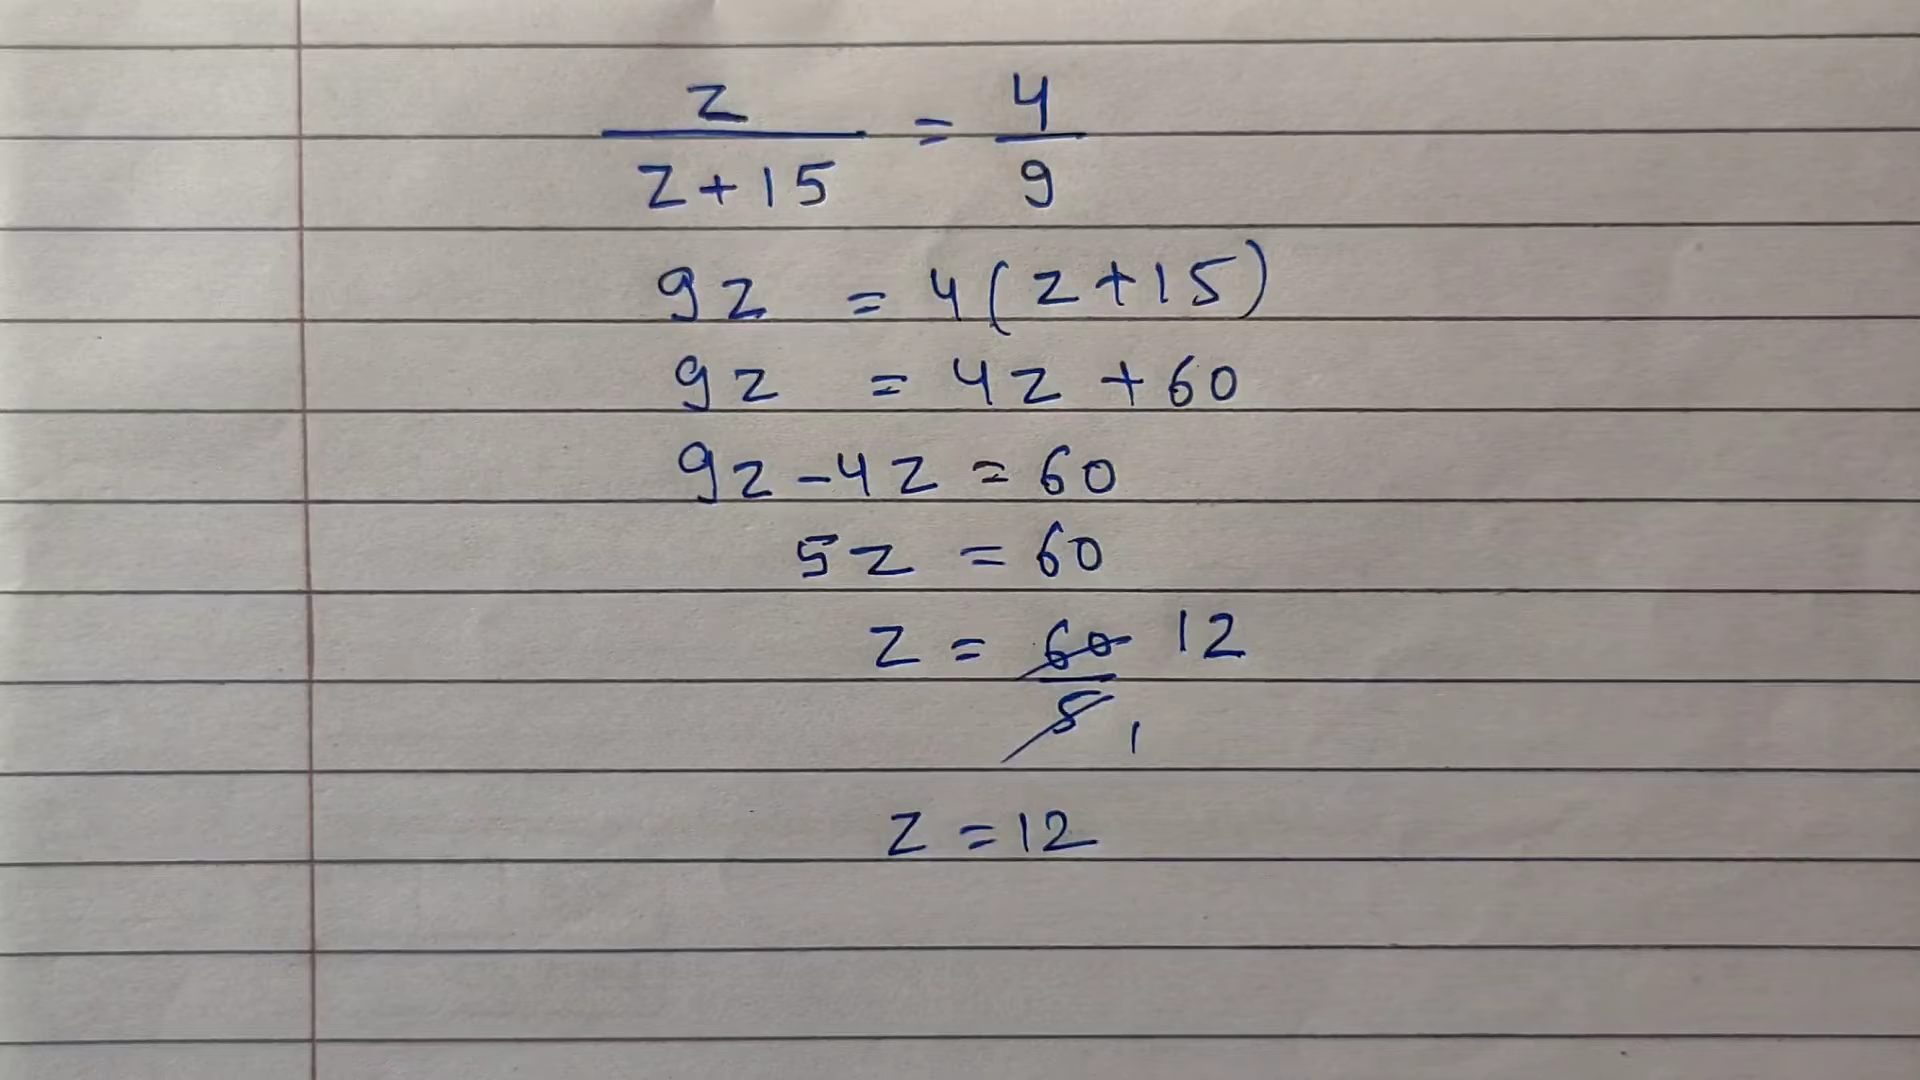 z/(z+15) = 4/9
9z = 4(z+15)
9z = 4z + 60
9z - 4z = 60
5z = 60
z = 60/5 12 1
z = 12